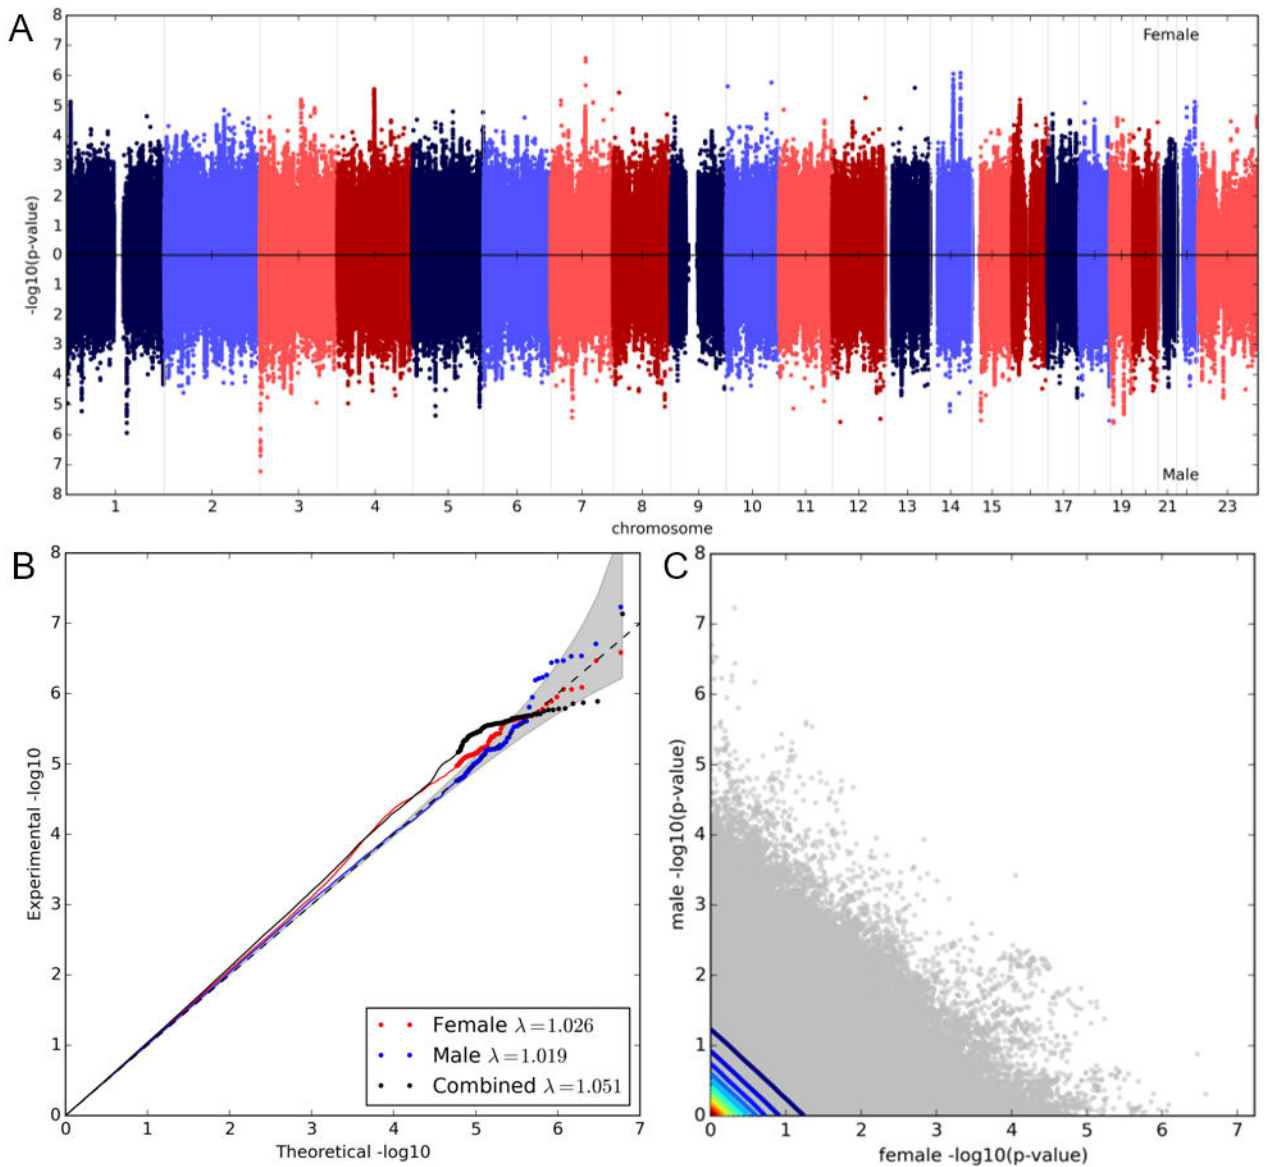 A
Female
8
7
6
5
4
3
2
1
0
1
2
3
4
5
6
7
8
-log10(p-value)
Male
1 2 3 4 5 6 7 8 9 10 11 12 13 14 15 17 19 21 23
chromosome
B
8
7
6
5
4
3
2
1
0
Experimental -log10
Female λ=1.026
Male λ=1.019
Combined λ=1.051
0 1 2 3 4 5 6 7
Theoretical -log10
C
8
7
6
5
4
3
2
1
0
male -log10(p-value)
0 1 2 3 4 5 6 7
female -log10(p-value)